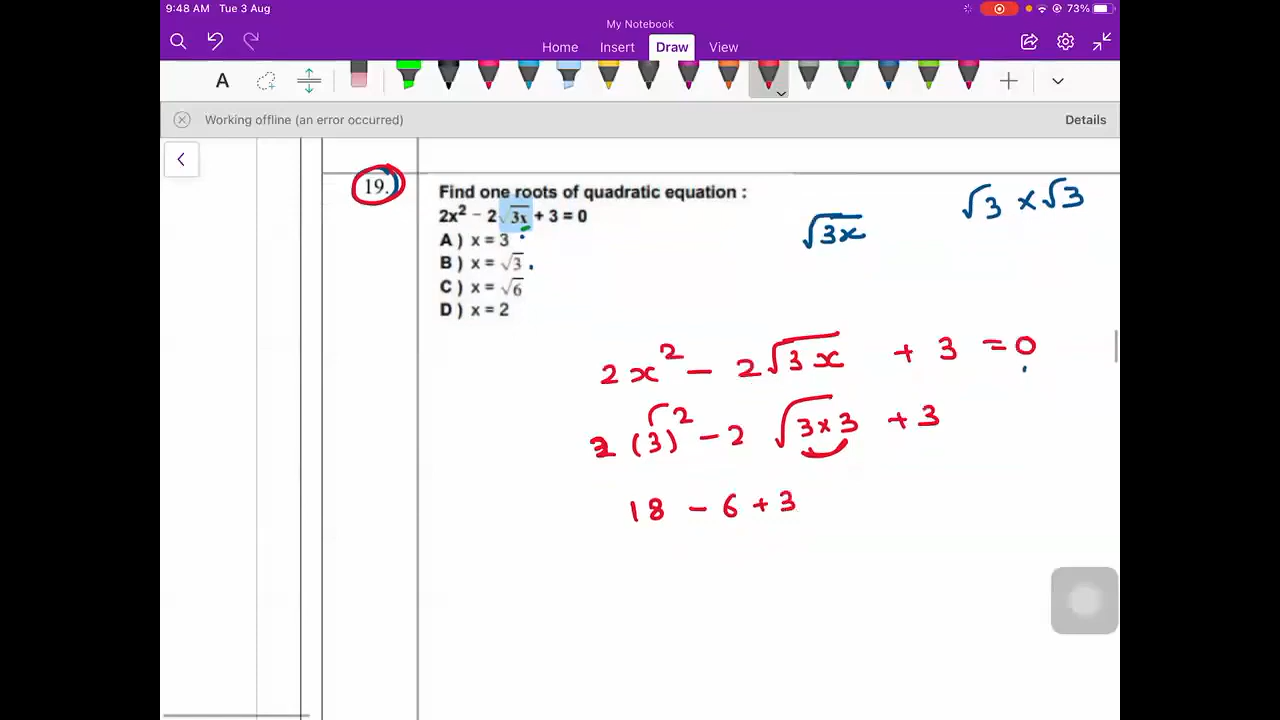 9:48 AM Tue 3 Aug
73%
My Notebook
Home Insert Draw View
A
Working offline (an error occurred)
Details
19.
Find one roots of quadratic equation :
2x² − 2√3x + 3 = 0
A ) x = 3
B ) x = √3
C ) x = √6
D ) x = 2
√3x
√3 × √3
2x² − 2√3x + 3 = 0
2 (3)² − 2 √3×3 + 3
18 − 6 + 3